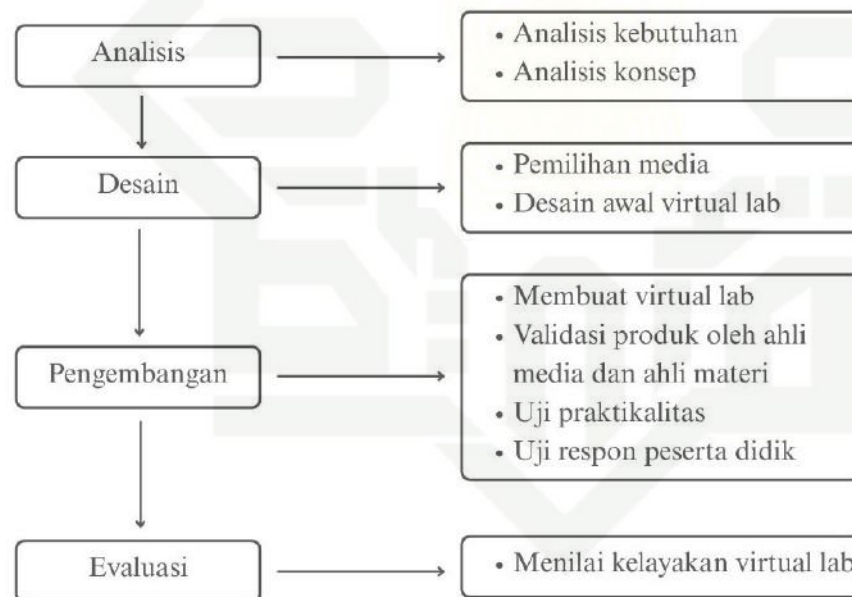 Analisis
• Analisis kebutuhan
• Analisis konsep
Desain
• Pemilihan media
• Desain awal virtual lab
Pengembangan
• Membuat virtual lab
• Validasi produk oleh ahli
media dan ahli materi
• Uji praktikalitas
• Uji respon peserta didik
Evaluasi
• Menilai kelayakan virtual lab